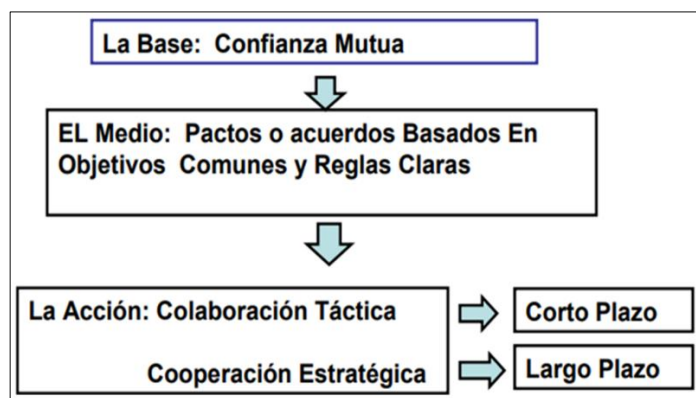 La Base: Confianza Mutua
EL Medio: Pactos o acuerdos Basados En
Objetivos Comunes y Reglas Claras
La Acción: Colaboración Táctica
Corto Plazo
Cooperación Estratégica
Largo Plazo